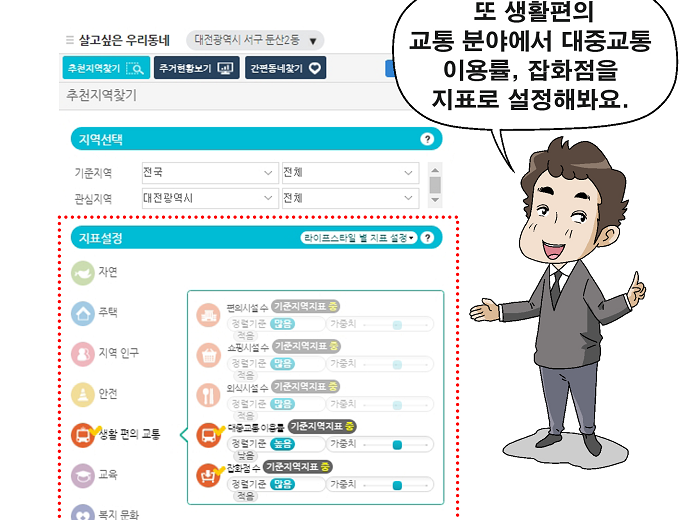 또 생활편의
교통 분야에서 대중교통
이용률, 잡화점을
지표로 설정해봐요.
살고싶은 우리동네
대전광역시 서구 둔산2동 ▼
추천지역찾기
주거현황보기
간편동네찾기
추천지역찾기
지역선택 ?
기준지역 전국 전체
관심지역 대전광역시 전체
지표설정 라이프스타일 별 지표 설정▾ ?
자연
주택
지역 인구
안전
생활 편의 교통
교육
복지 문화
편의시설 수 기준지역지표 중
정렬기준 많음 가중치
적음
쇼핑시설 수 기준지역지표 중
정렬기준 많음 가중치
적음
외식시설 수 기준지역지표 중
정렬기준 많음 가중치
적음
대중교통 이용률 기준지역지표 중
정렬기준 높음 가중치
낮음
잡화점 수 기준지역지표 중
정렬기준 많음 가중치
적음